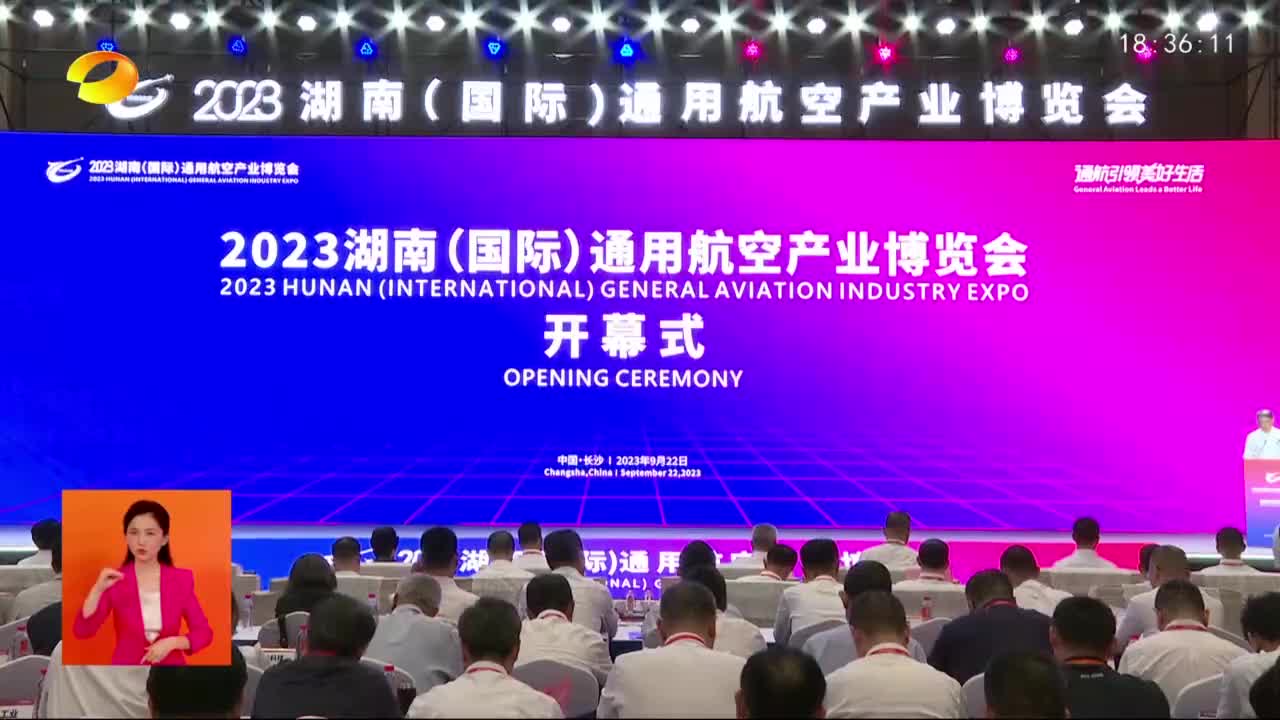 18:36:11
2023湖南(国际)通用航空产业博览会
2023湖南(国际)通用航空产业博览会
2023 HUNAN (INTERNATIONAL) GENERAL AVIATION INDUSTRY EXPO
通航引领美好生活
General Aviation Leads a Better Life
2023湖南(国际)通用航空产业博览会
2023 HUNAN (INTERNATIONAL) GENERAL AVIATION INDUSTRY EXPO
开幕式
OPENING CEREMONY
中国·长沙 | 2023年9月22日
Changsha,China | September 22,2023